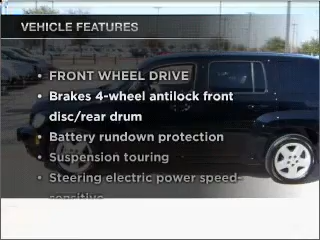 VEHICLE FEATURES
• FRONT WHEEL DRIVE
• Brakes 4-wheel antilock front
disc/rear drum
• Battery rundown protection
• Suspension touring
• Steering electric power speed-
sensitive